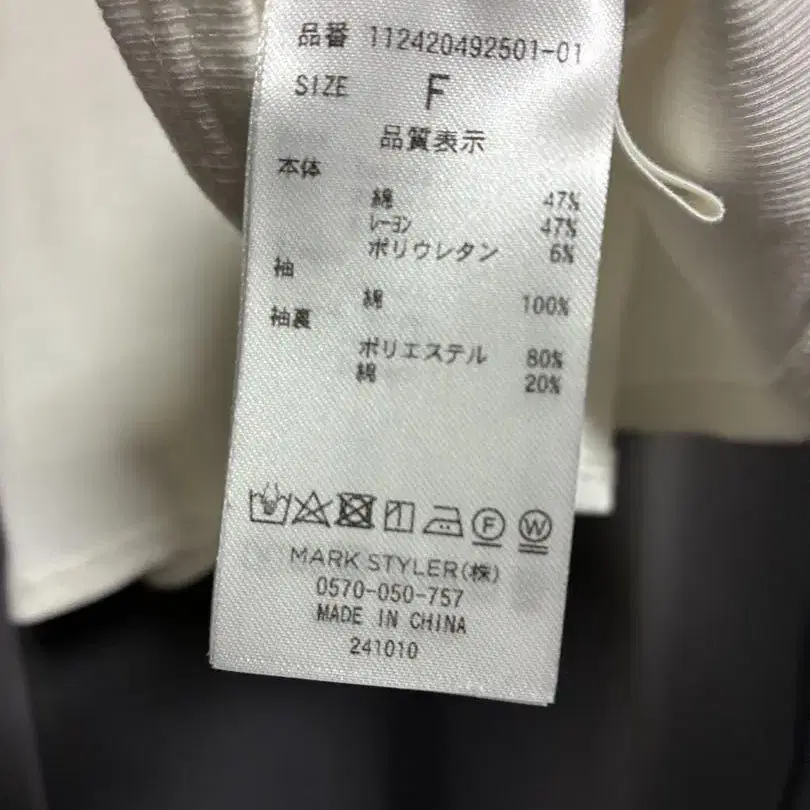 品番 112420492501-01
SIZE F
品質表示
本体
綿 47%
レーヨン 47%
ポリウレタン 6%
袖
綿 100%
袖裏
ポリエステル 80%
綿 20%
F W
MARK STYLER(株)
0570-050-757
MADE IN CHINA
241010